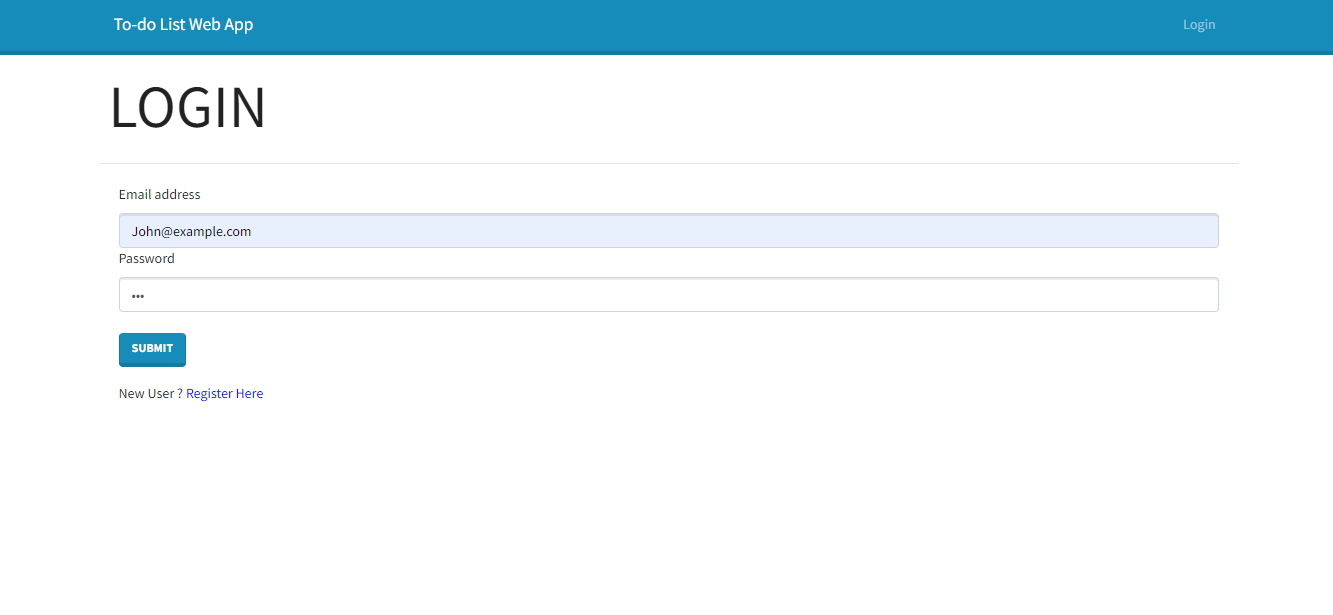 To-do List Web App
Login
LOGIN
Email address
John@example.com
Password
•••
SUBMIT
New User ? Register Here